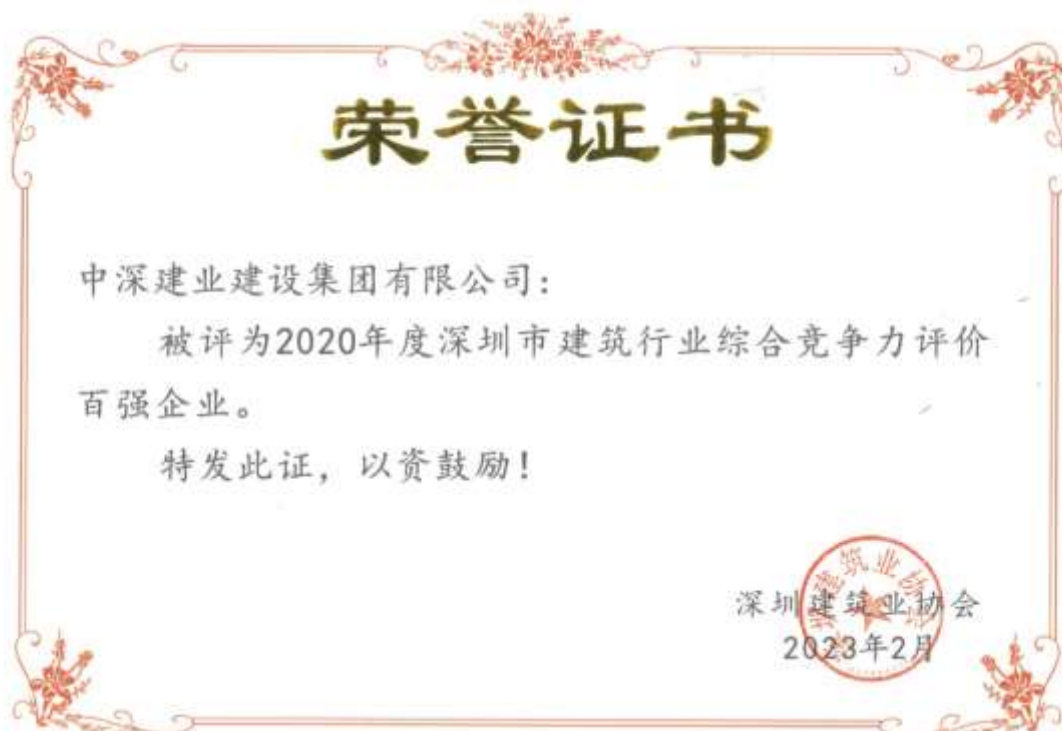 荣誉证书
中深建业建设集团有限公司：
被评为2020年度深圳市建筑行业综合竞争力评价
百强企业。
特发此证，以资鼓励！
深圳建筑业协会
2023年2月